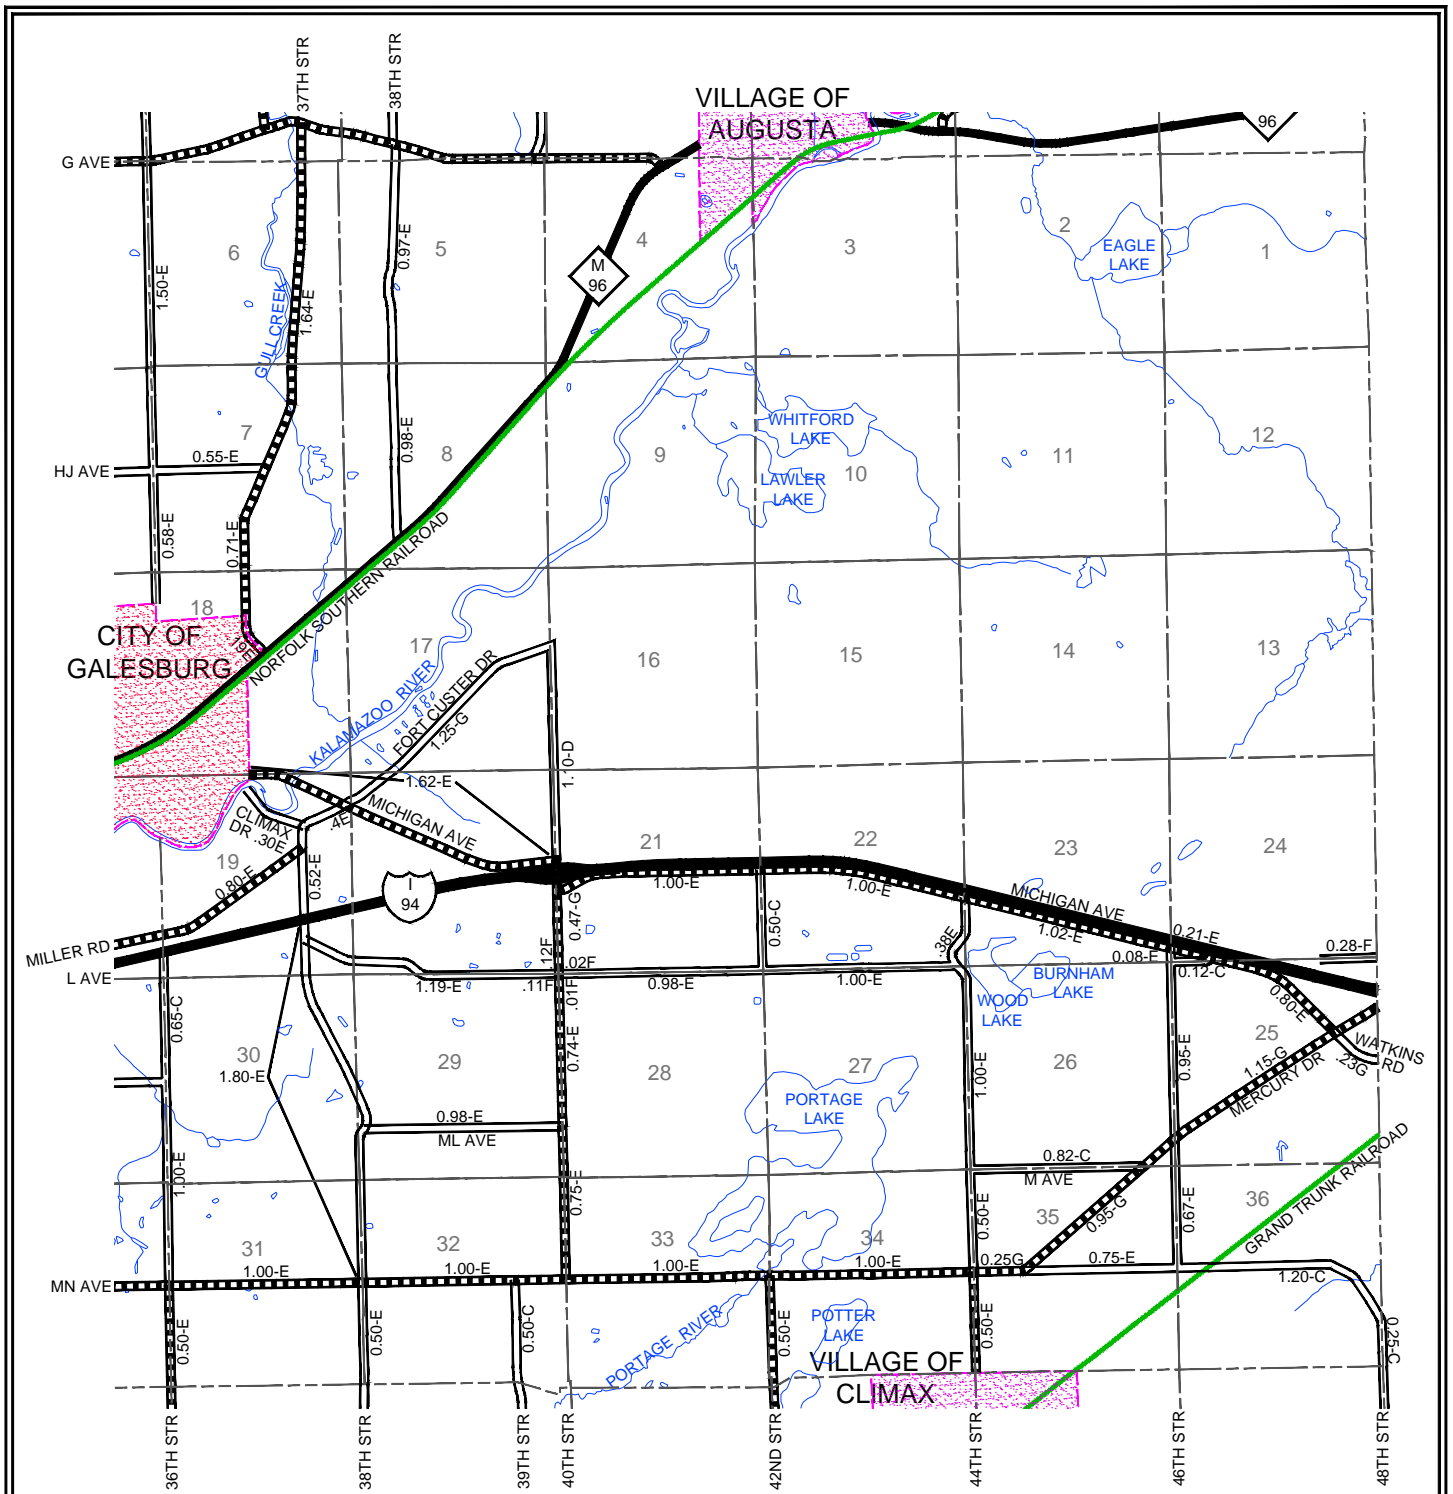 37TH STR
38TH STR
VILLAGE OF
AUGUSTA
96
G AVE
6
5
4
3
2
1
0.97-E
EAGLE
LAKE
M
96
1.50-E
1.64-E
GULL CREEK
7
8
9
10
11
12
WHITFORD
LAKE
LAWLER
LAKE
0.98-E
HJ AVE
0.55-E
0.58-E
0.71-E
NORFOLK SOUTHERN RAILROAD
18
17
16
15
14
13
CITY OF
GALESBURG
.19E
KALAMAZOO RIVER
FORT CUSTER DR
1.25-G
1.10-D
1.62-E
MICHIGAN AVE
CLIMAX
DR .30E
.4E
19
21
22
23
24
0.80-E
0.52-E
I
94
1.00-E
1.00-E
MICHIGAN AVE
1.02-E
0.47-G
0.50-C
.38E
0.21-E
0.08-E
0.12-C
0.28-F
MILLER RD
L AVE
.12F
.02F
1.19-E
.11F
.01F
0.98-E
1.00-E
BURNHAM
LAKE
WOOD
LAKE
0.80-E
0.65-C
30
1.80-E
29
28
27
26
25
0.74-E
1.00-E
0.95-E
1.15-G
MERCURY DR
WATKINS
RD
.23G
PORTAGE
LAKE
0.98-E
ML AVE
0.82-C
M AVE
GRAND TRUNK RAILROAD
1.00-E
0.75-E
0.50-E
0.95-G
0.67-E
31
32
33
34
35
36
MN AVE
1.00-E
1.00-E
1.00-E
1.00-E
0.25G
0.75-E
1.20-C
0.50-E
0.50-E
0.50-C
0.50-E
0.50-E
0.25-C
PORTAGE RIVER
POTTER
LAKE
VILLAGE OF
CLIMAX
36TH STR
38TH STR
39TH STR
40TH STR
42ND STR
44TH STR
46TH STR
48TH STR